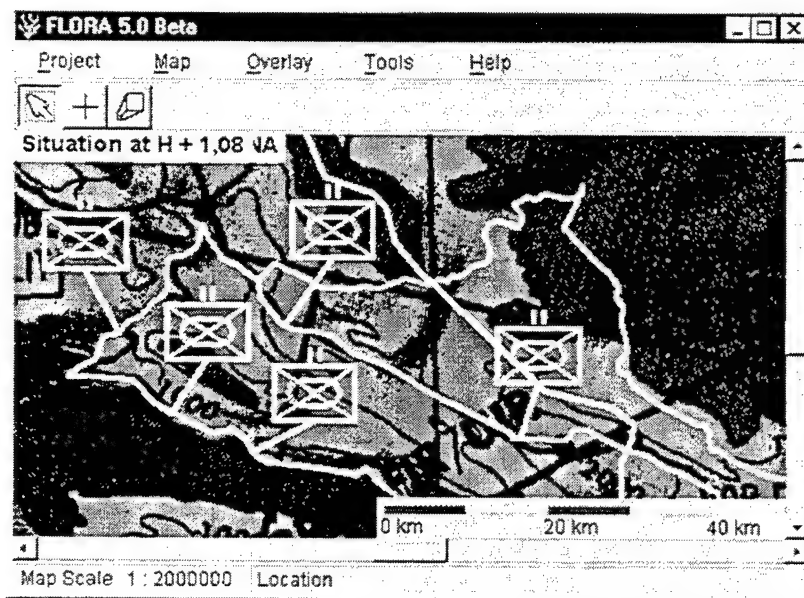 FLORA 5.0 Beta
Project Map Overlay Tools Help
Situation at H + 1,08
0 km 20 km 40 km
Map Scale 1 : 2000000 Location